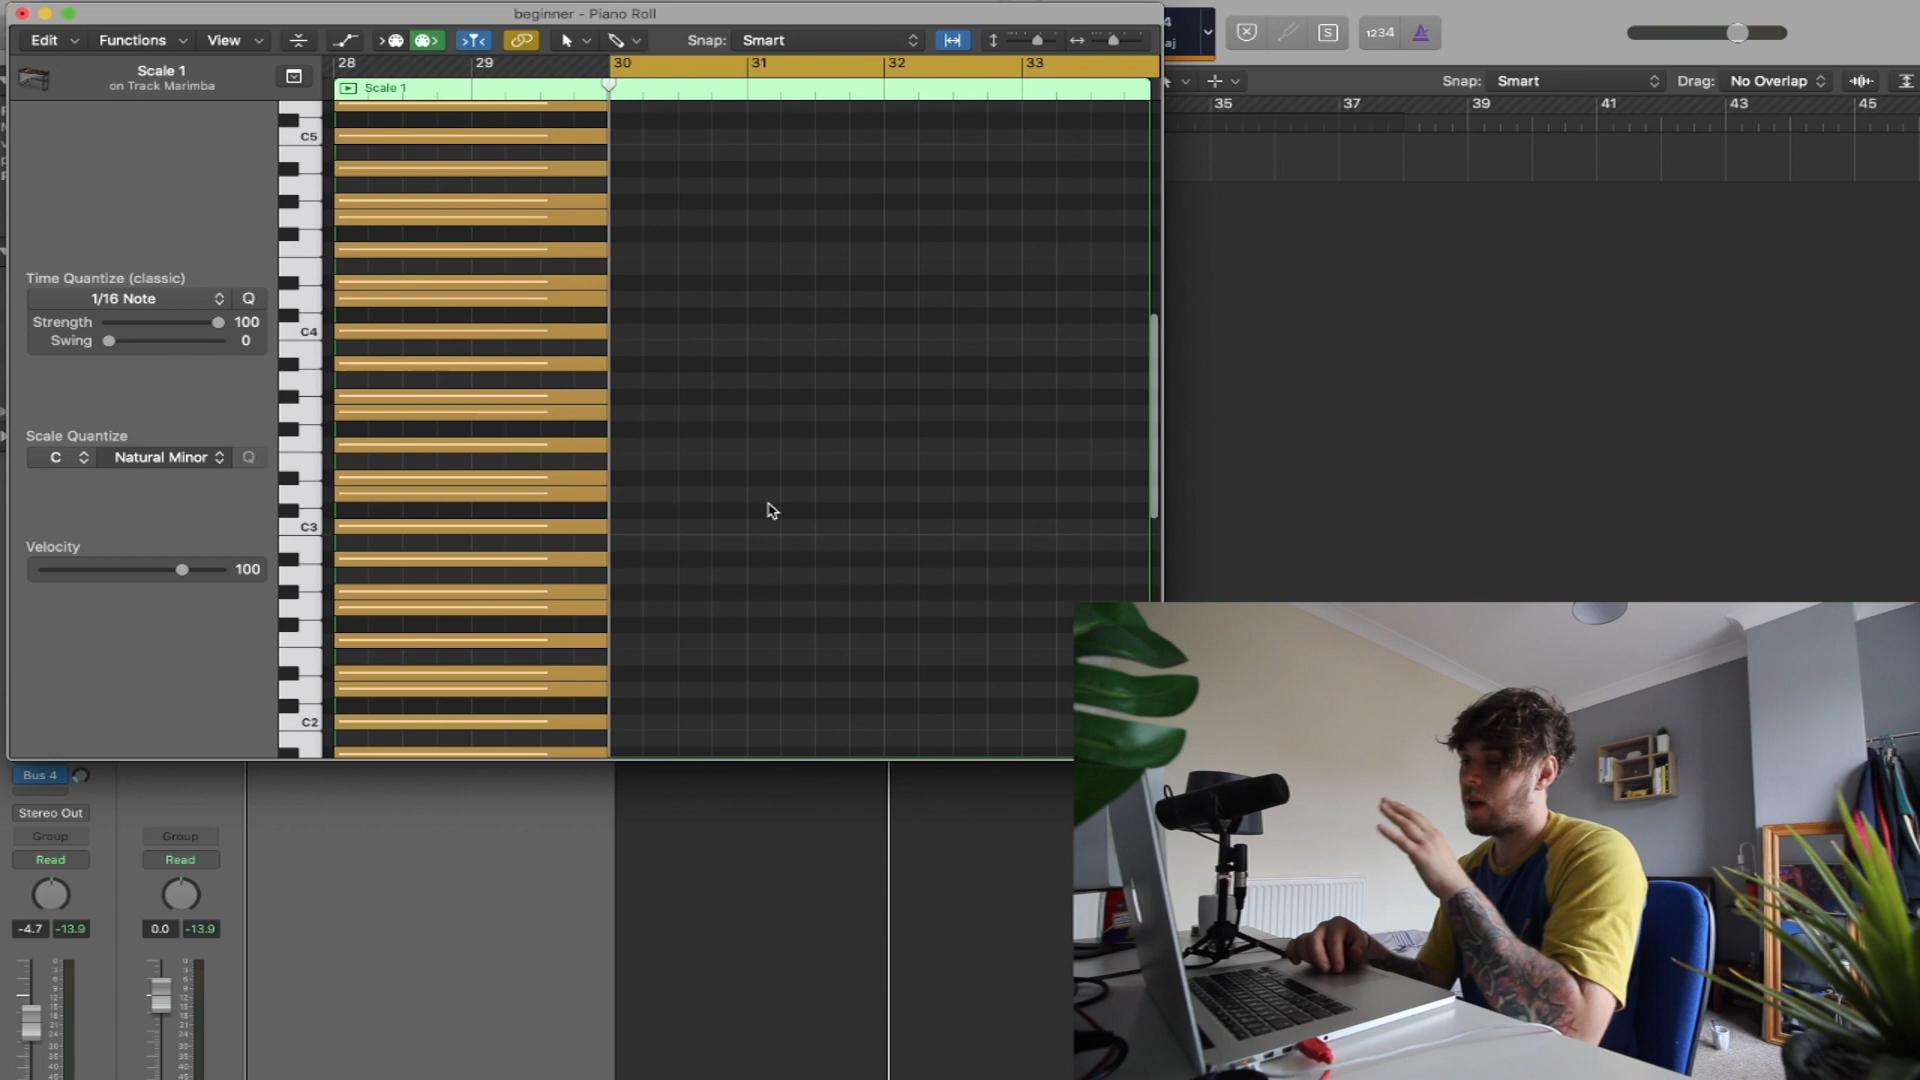 beginner - Piano Roll
Edit Functions View Snap: Smart
4
aj
S 1234
Scale 1
on Track Marimba
28 29 30 31 32 33
Scale 1
Snap: Smart Drag: No Overlap
35 37 39 41 43 45
C5
Time Quantize (classic)
1/16 Note Q
Strength 100
Swing 0
C4
Scale Quantize
C Natural Minor Q
C3
Velocity
100
C2
Bus 4
Stereo Out
Group Group
Read Read
-4.7 -13.9 0.0 -13.9